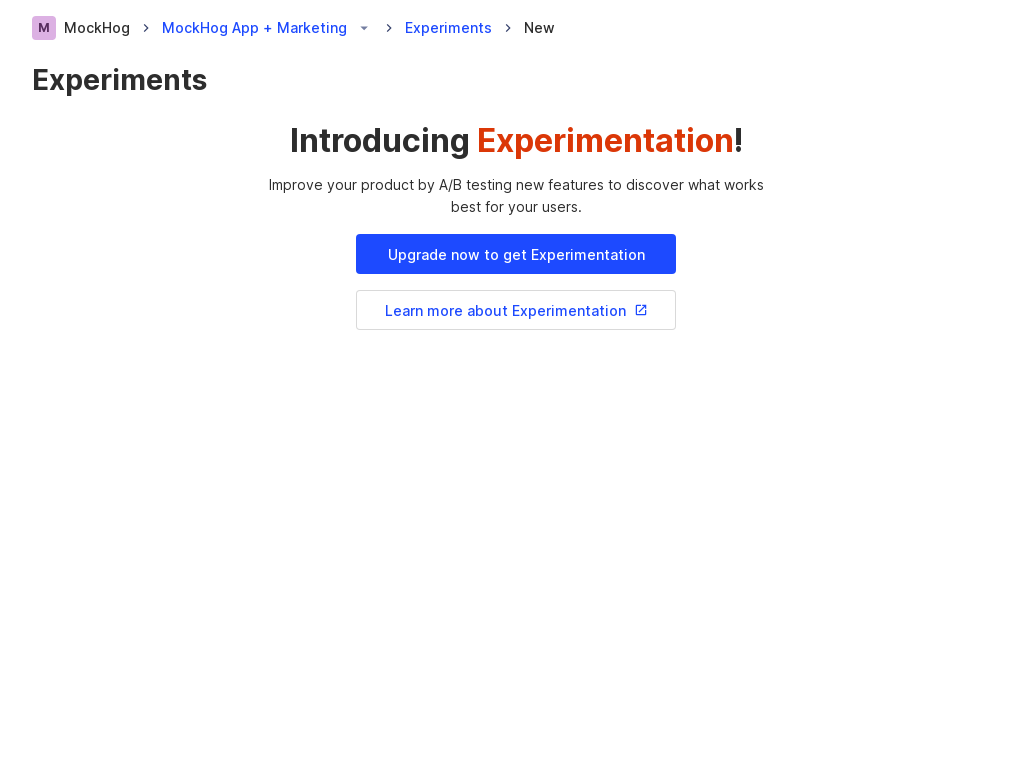 M MockHog MockHog App + Marketing Experiments New
Experiments
Introducing Experimentation!
Improve your product by A/B testing new features to discover what works
best for your users.
Upgrade now to get Experimentation
Learn more about Experimentation